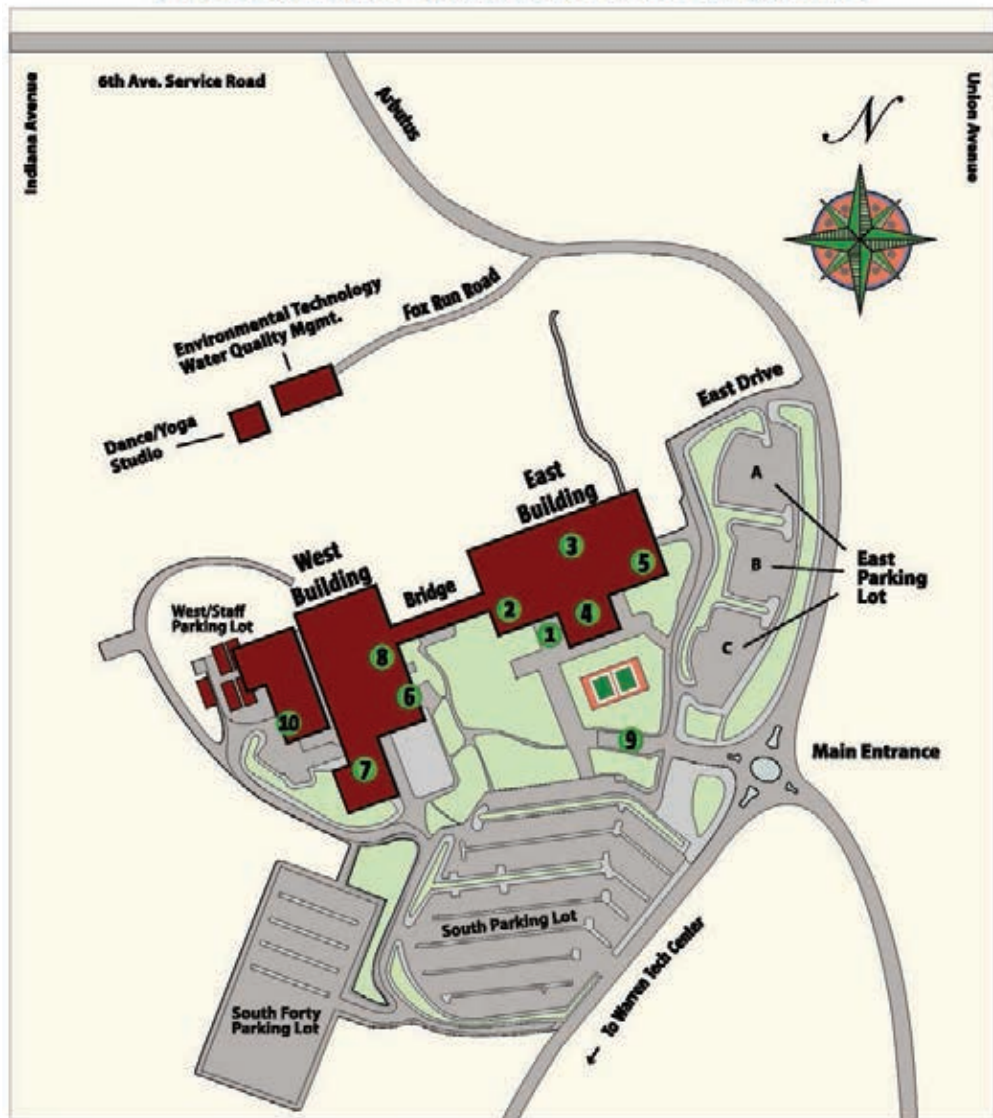 6th Ave. Service Road
Indiana Avenue
Union Avenue
Arbutus
N
Fox Run Road
Environmental Technology
Water Quality Mgmt.
Dance/Yoga
Studio
East Drive
East
Building
A
B
C
East
Parking
Lot
West
Building
Bridge
West/Staff
Parking Lot
3
5
2
4
1
8
6
10
7
9
Main Entrance
South Parking Lot
South Forty
Parking Lot
← To Warren Tech Center